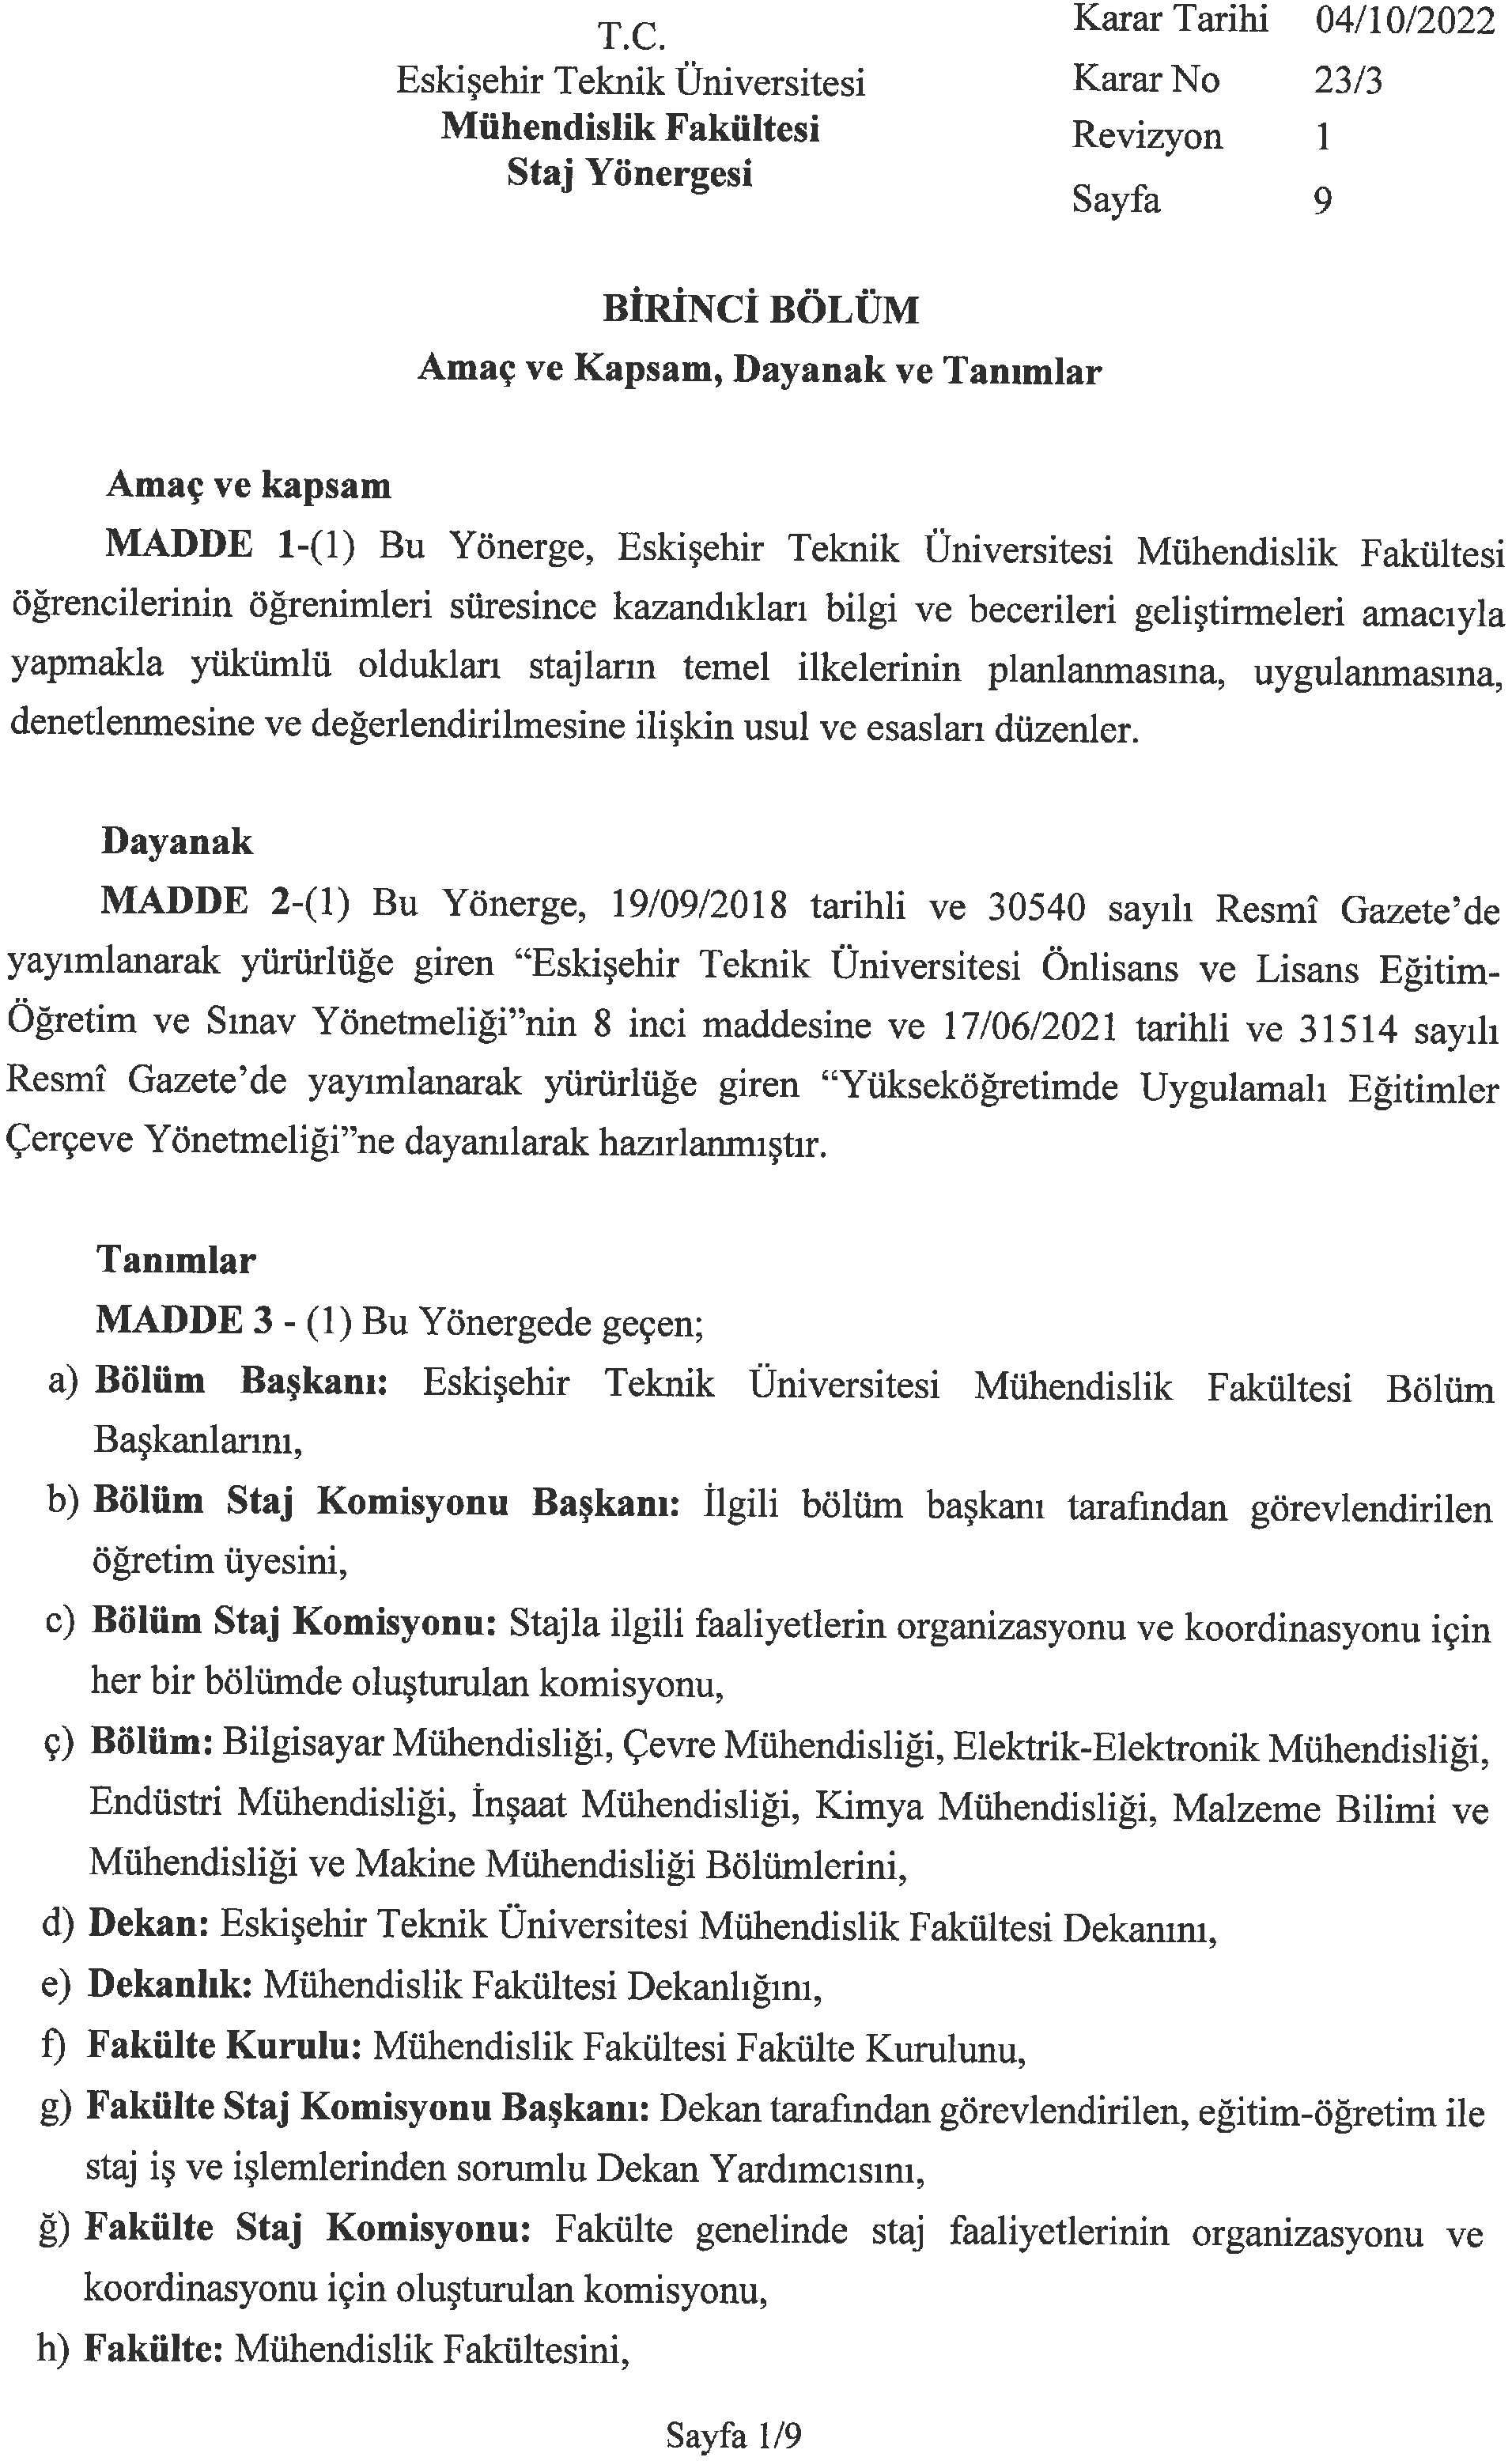 T.C.
Eskişehir Teknik Üniversitesi
Mühendislik Fakültesi
Staj Yönergesi
Karar Tarihi 04/10/2022
Karar No 23/3
Revizyon 1
Sayfa 9
BİRİNCİ BÖLÜM
Amaç ve Kapsam, Dayanak ve Tanımlar
Amaç ve kapsam
MADDE 1-(1) Bu Yönerge, Eskişehir Teknik Üniversitesi Mühendislik Fakültesi
öğrencilerinin öğrenimleri süresince kazandıkları bilgi ve becerileri geliştirmeleri amacıyla
yapmakla yükümlü oldukları stajların temel ilkelerinin planlanmasına, uygulanmasına,
denetlenmesine ve değerlendirilmesine ilişkin usul ve esasları düzenler.
Dayanak
MADDE 2-(1) Bu Yönerge, 19/09/2018 tarihli ve 30540 sayılı Resmî Gazete’de
yayımlanarak yürürlüğe giren “Eskişehir Teknik Üniversitesi Önlisans ve Lisans Eğitim-
Öğretim ve Sınav Yönetmeliği”nin 8 inci maddesine ve 17/06/2021 tarihli ve 31514 sayılı
Resmî Gazete’de yayımlanarak yürürlüğe giren “Yükseköğretimde Uygulamalı Eğitimler
Çerçeve Yönetmeliği”ne dayanılarak hazırlanmıştır.
Tanımlar
MADDE 3 - (1) Bu Yönergede geçen;
a) Bölüm Başkanı: Eskişehir Teknik Üniversitesi Mühendislik Fakültesi Bölüm
Başkanlarını,
b) Bölüm Staj Komisyonu Başkanı: İlgili bölüm başkanı tarafından görevlendirilen
öğretim üyesini,
c) Bölüm Staj Komisyonu: Stajla ilgili faaliyetlerin organizasyonu ve koordinasyonu için
her bir bölümde oluşturulan komisyonu,
ç) Bölüm: Bilgisayar Mühendisliği, Çevre Mühendisliği, Elektrik-Elektronik Mühendisliği,
Endüstri Mühendisliği, İnşaat Mühendisliği, Kimya Mühendisliği, Malzeme Bilimi ve
Mühendisliği ve Makine Mühendisliği Bölümlerini,
d) Dekan: Eskişehir Teknik Üniversitesi Mühendislik Fakültesi Dekanını,
e) Dekanlık: Mühendislik Fakültesi Dekanlığını,
f) Fakülte Kurulu: Mühendislik Fakültesi Fakülte Kurulunu,
g) Fakülte Staj Komisyonu Başkanı: Dekan tarafından görevlendirilen, eğitim-öğretim ile
staj iş ve işlemlerinden sorumlu Dekan Yardımcısını,
ğ) Fakülte Staj Komisyonu: Fakülte genelinde staj faaliyetlerinin organizasyonu ve
koordinasyonu için oluşturulan komisyonu,
h) Fakülte: Mühendislik Fakültesini,
Sayfa 1/9